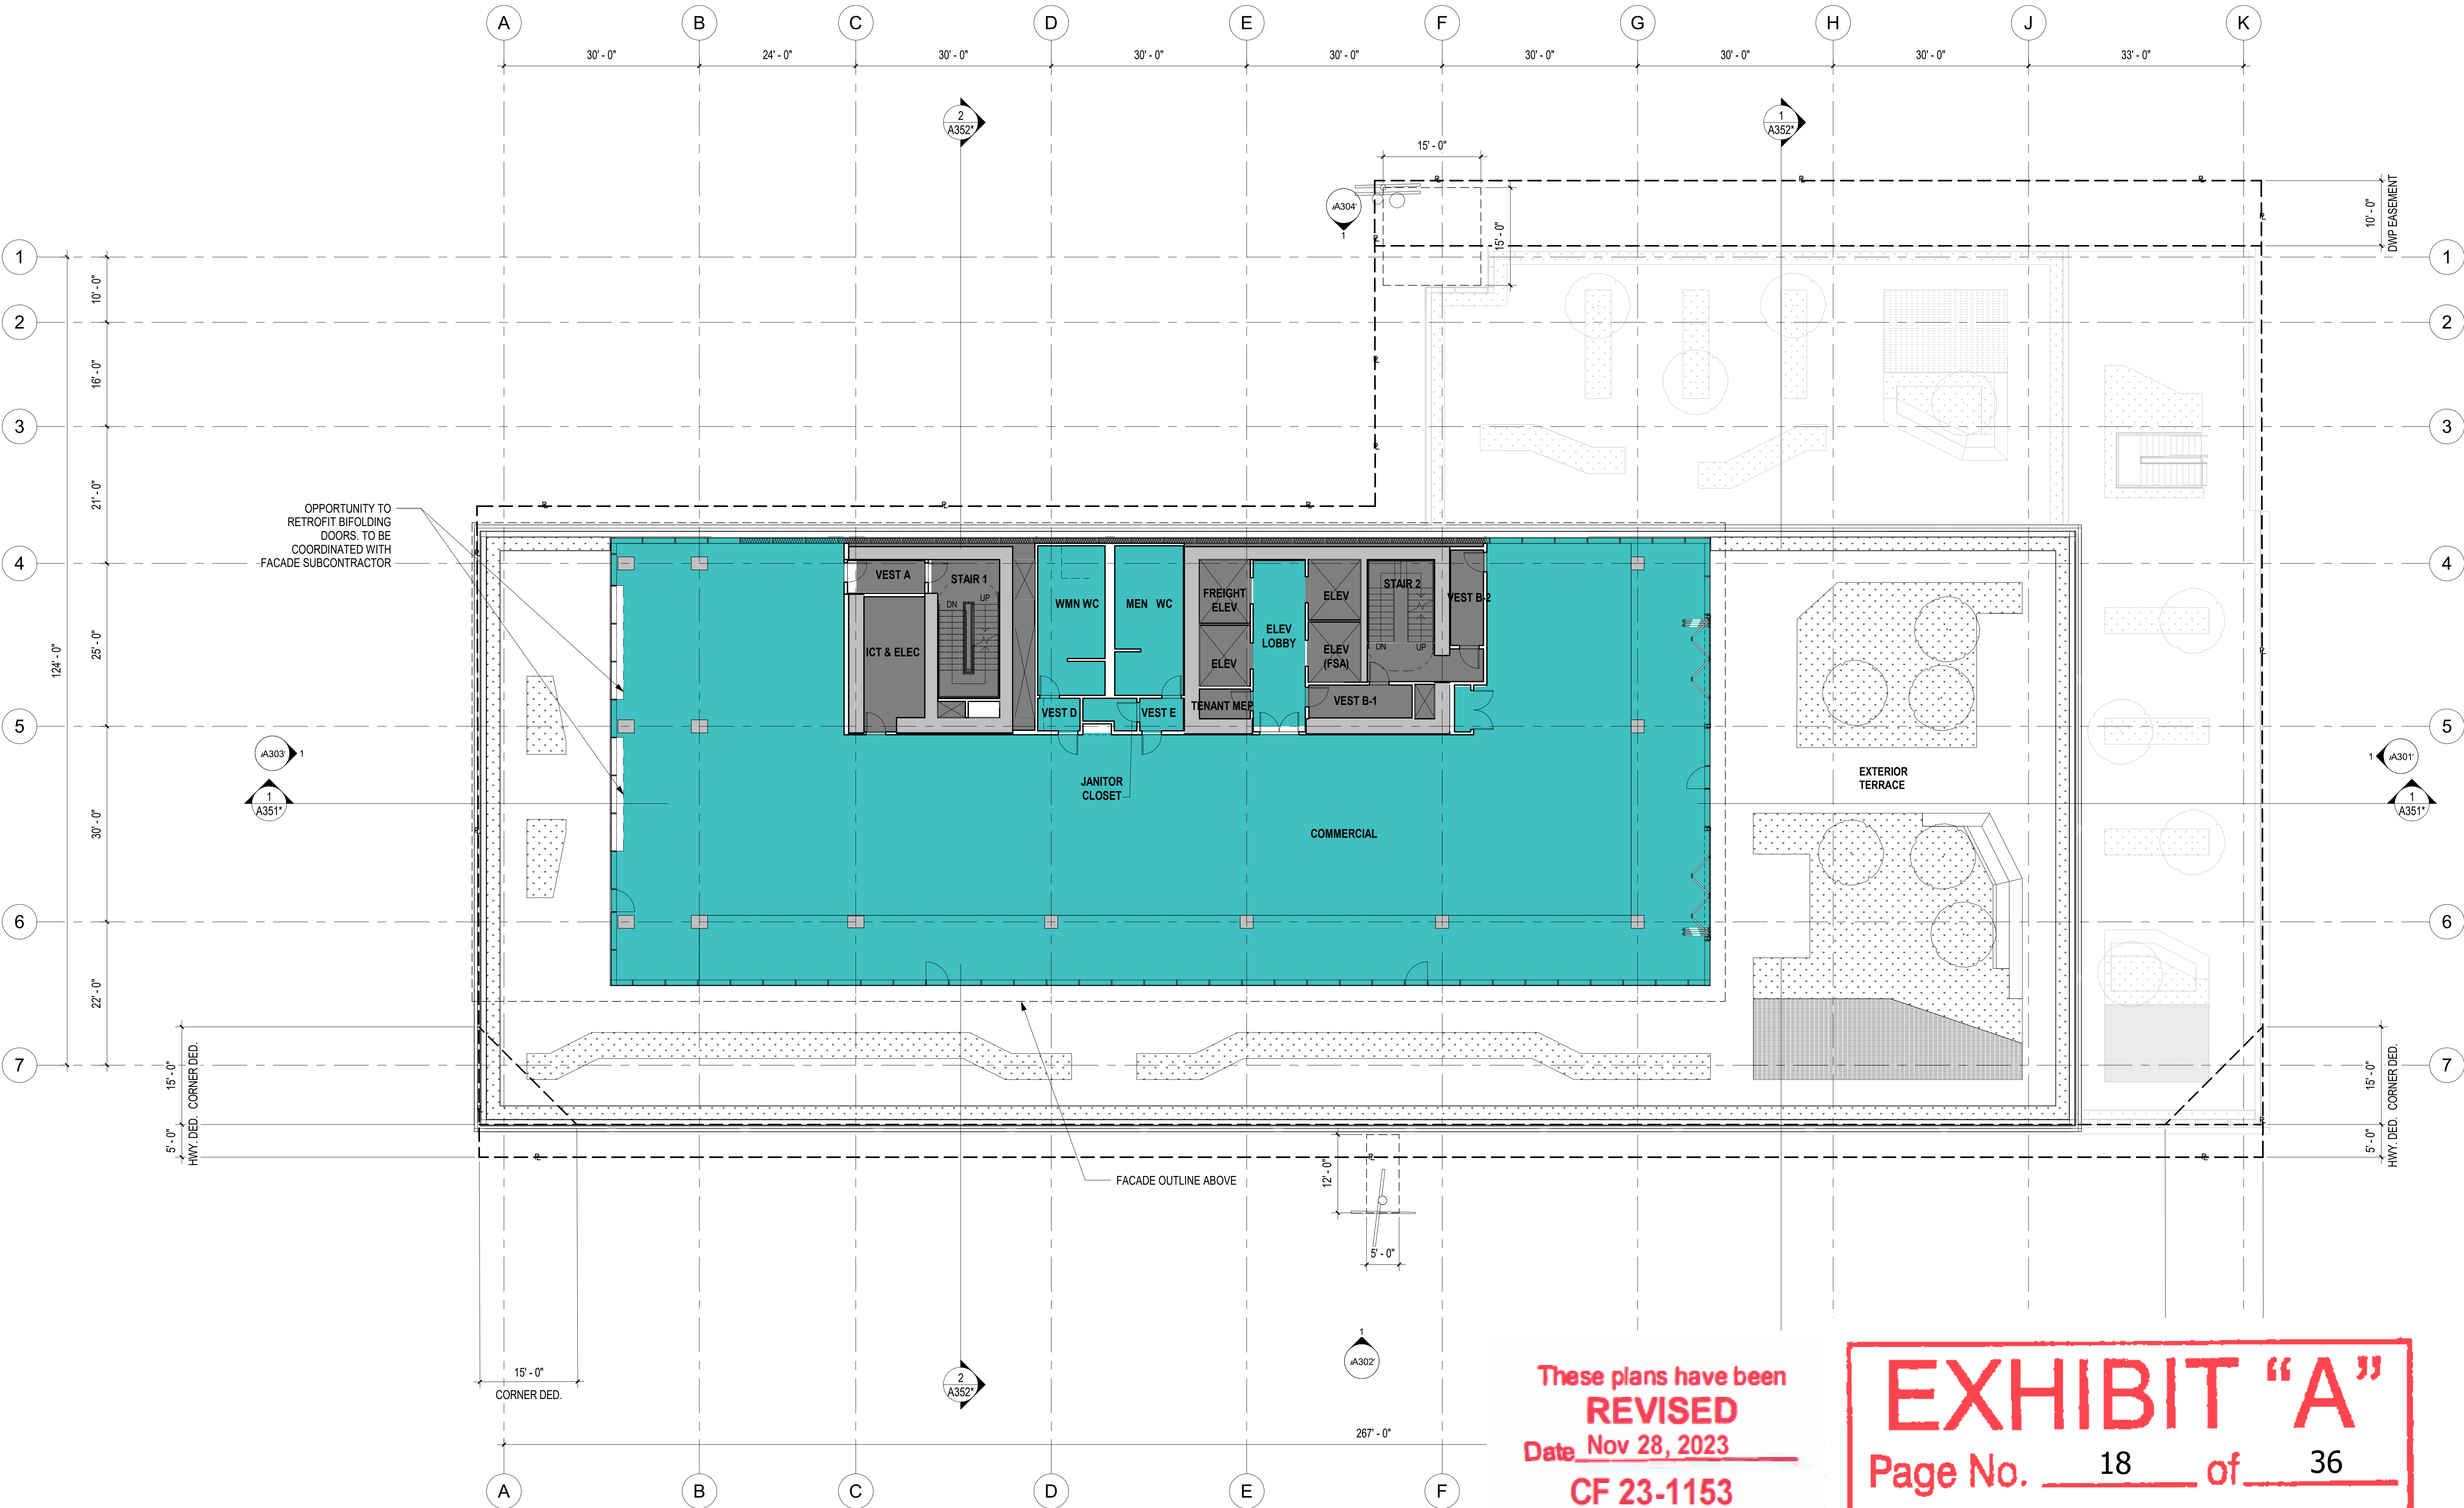 A
B
C
D
E
F
G
H
J
K
30' - 0"
24' - 0"
30' - 0"
30' - 0"
30' - 0"
30' - 0"
30' - 0"
30' - 0"
33' - 0"
2
A352*
1
A352*
15' - 0"
15' - 0"
A304
1
10' - 0"
DWP EASEMENT
1
1
2
2
3
3
4
4
5
5
6
6
7
7
10' - 0"
16' - 0"
21' - 0"
25' - 0"
30' - 0"
22' - 0"
124' - 0"
OPPORTUNITY TO
RETROFIT BIFOLDING
DOORS. TO BE
COORDINATED WITH
FACADE SUBCONTRACTOR
VEST A
STAIR 1
DN
UP
ICT & ELEC
WMN WC
MEN WC
VEST D
VEST E
FREIGHT
ELEV
ELEV
TENANT MEP
ELEV
LOBBY
ELEV
ELEV
(FSA)
STAIR 2
DN
UP
VEST B-2
VEST B-1
JANITOR
CLOSET
COMMERCIAL
EXTERIOR
TERRACE
A303
1
1
A351*
1
A301
1
A351*
15' - 0"
5' - 0"
HWY. DED. CORNER DED.
15' - 0"
5' - 0"
HWY. DED. CORNER DED.
FACADE OUTLINE ABOVE
12' - 0"
5' - 0"
15' - 0"
CORNER DED.
2
A352*
1
A302
267' - 0"
A
B
C
D
E
F
These plans have been
REVISED
Date Nov 28, 2023
CF 23-1153
EXHIBIT “A”
Page No. 18 of 36